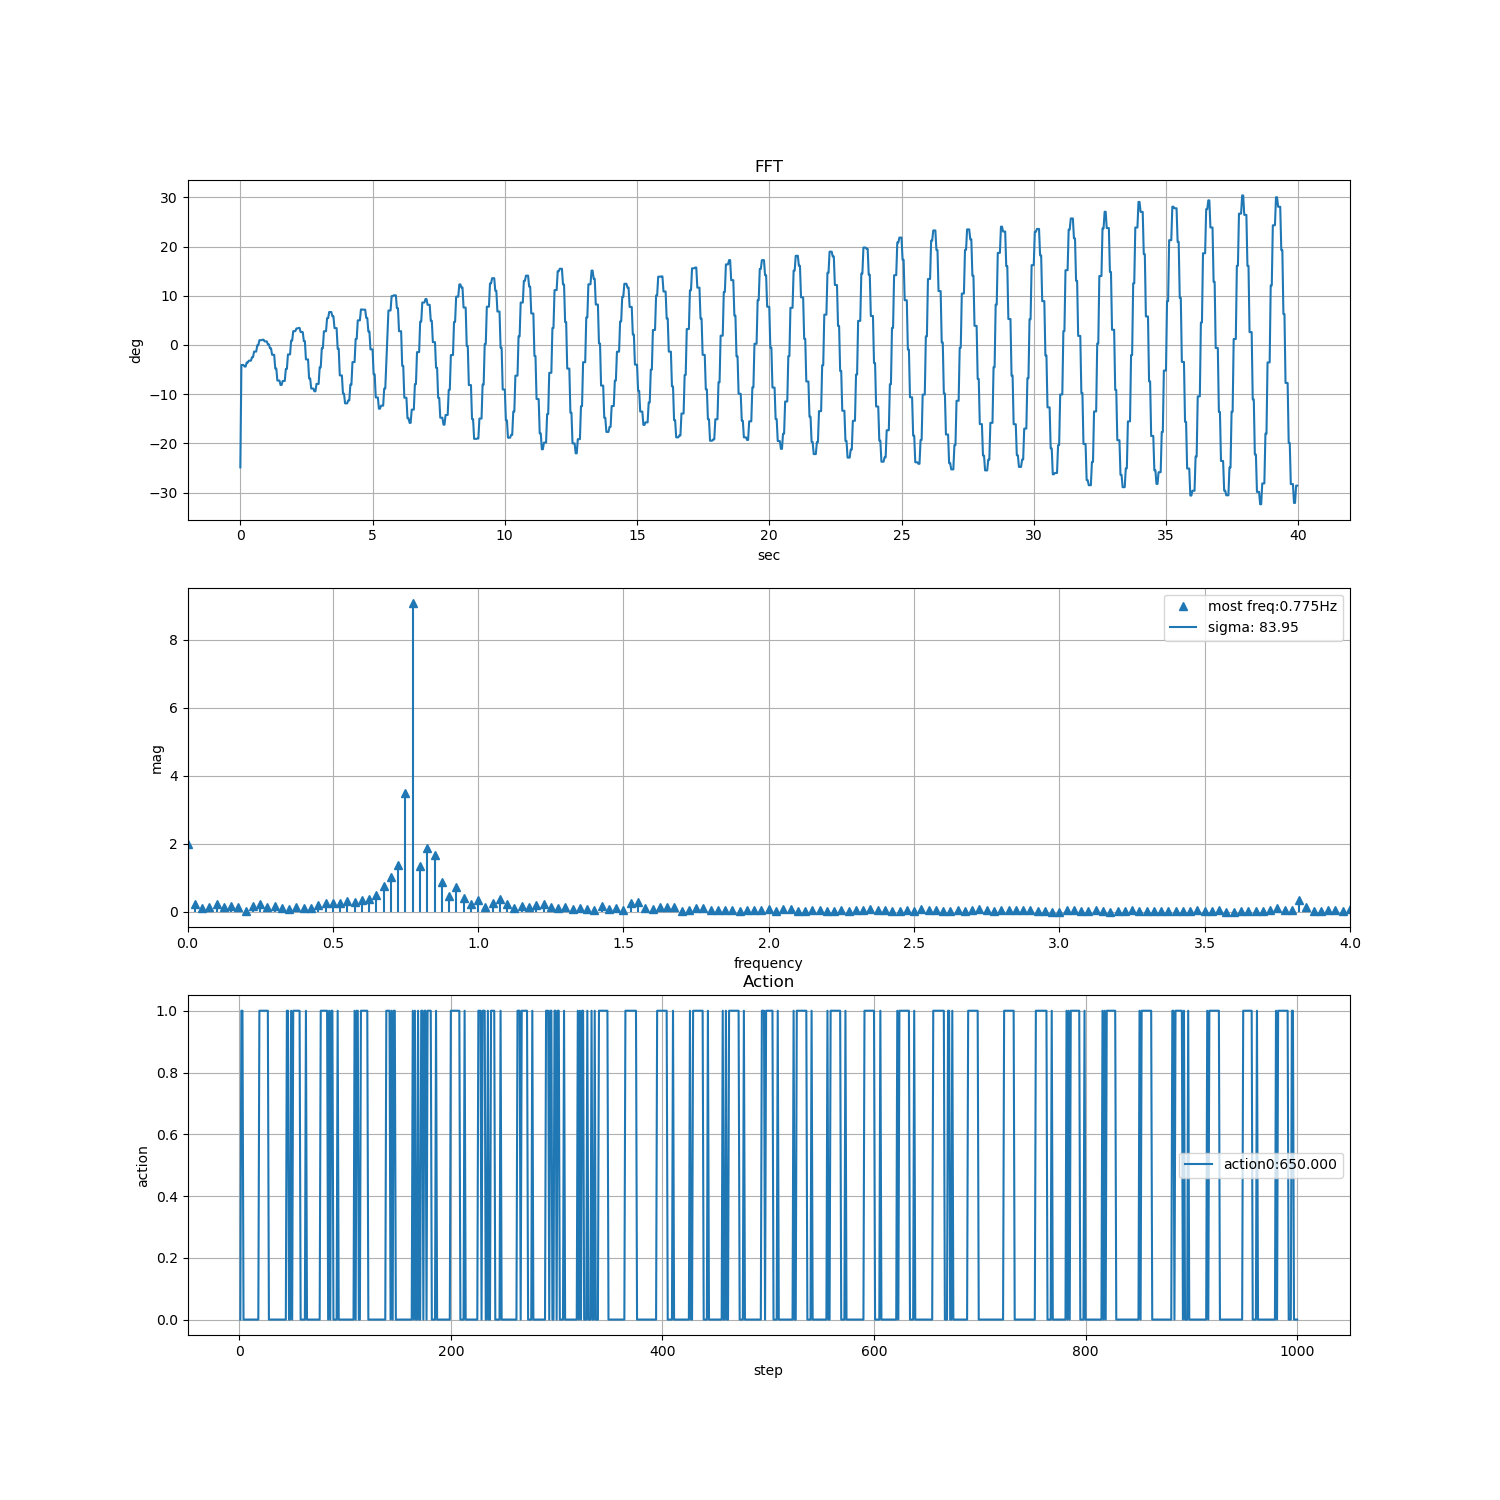 FFT
30
20
10
0
−10
−20
−30
deg
0 5 10 15 20 25 30 35 40
sec
most freq:0.775Hz
sigma: 83.95
8
6
4
2
0
mag
0.0 0.5 1.0 1.5 2.0 2.5 3.0 3.5 4.0
frequency
Action
1.0
0.8
0.6
0.4
0.2
0.0
action
action0:650.000
0 200 400 600 800 1000
step